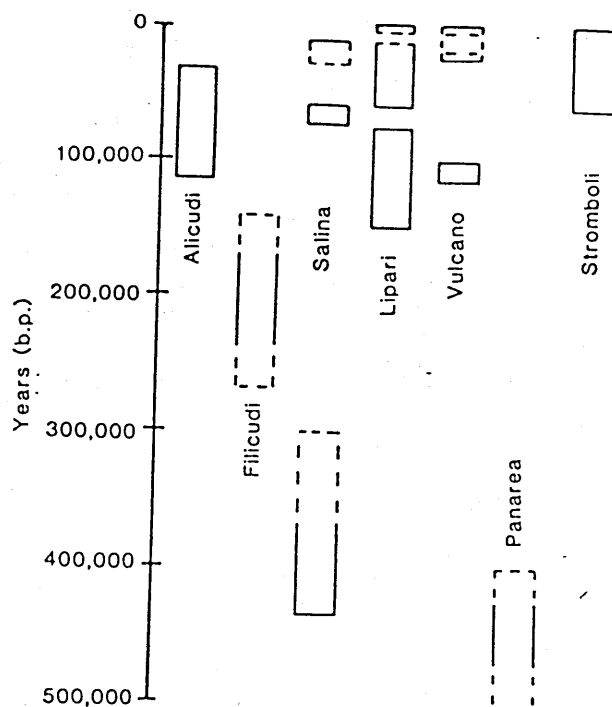 Years (b.p.)
0
100,000
200,000
300,000
400,000
500,000
Alicudi
Filicudi
Salina
Lipari
Vulcano
Panarea
Stromboli